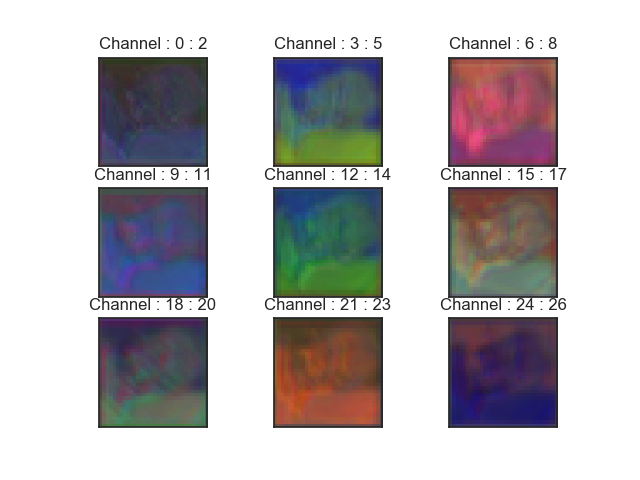 Channel : 0 : 2
Channel : 3 : 5
Channel : 6 : 8
Channel : 9 : 11
Channel : 12 : 14
Channel : 15 : 17
Channel : 18 : 20
Channel : 21 : 23
Channel : 24 : 26